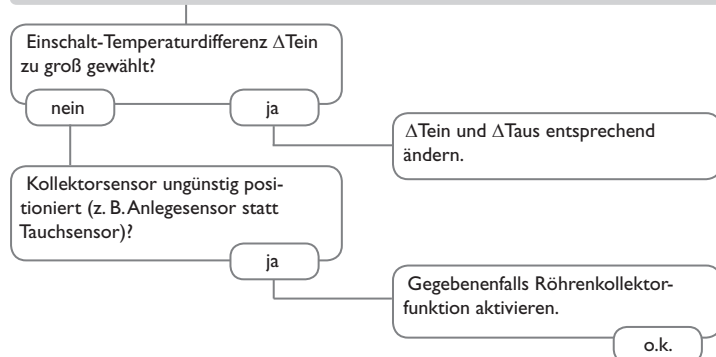 Einschalt-Temperaturdifferenz ΔTein
zu groß gewählt?
nein
ja
ΔTein und ΔTaus entsprechend
ändern.
Kollektorsensor ungünstig posi-
tioniert (z. B. Anlegesensor statt
Tauchsensor)?
ja
Gegebenenfalls Röhrenkollektor-
funktion aktivieren.
o.k.